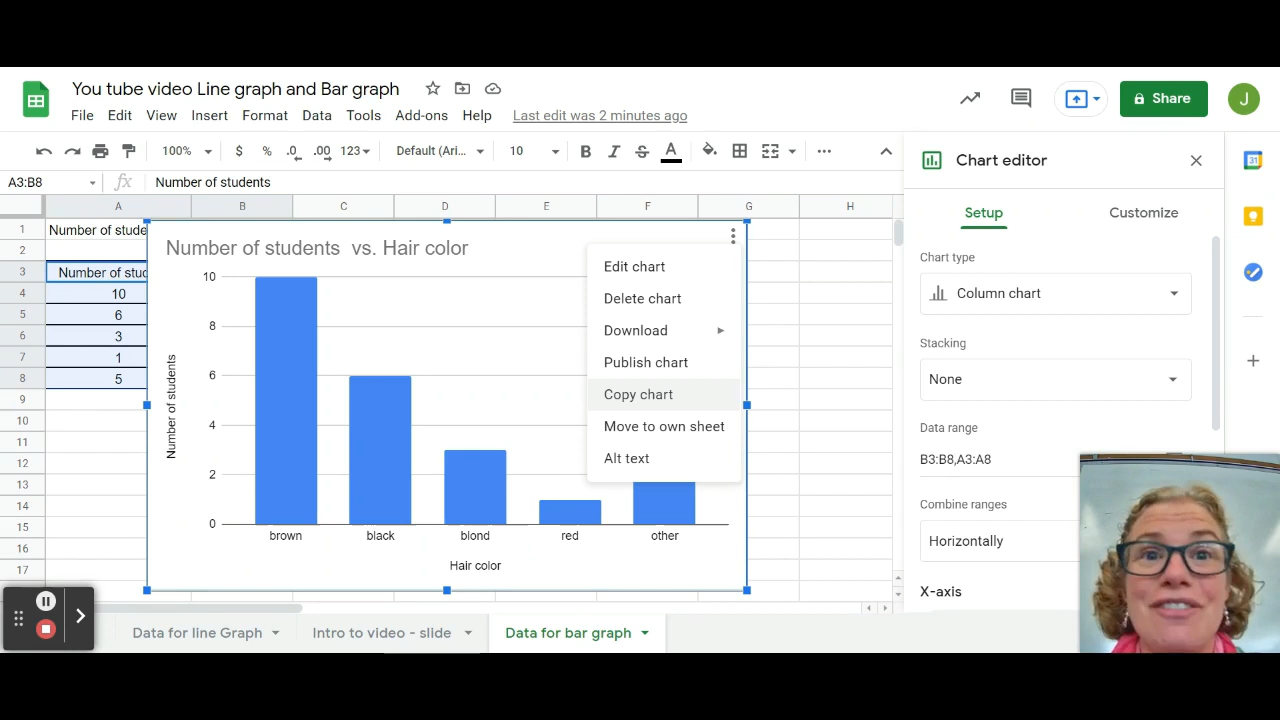 You tube video Line graph and Bar graph
File Edit View Insert Format Data Tools Add-ons Help Last edit was 2 minutes ago
Share
J
100% $ % .0 .00 123 Default (Ari... 10 B I S A
A3:B8 fx Number of students
A B C D E F G H
1 Number of stude
2
3 Number of stud
4 10
5 6
6 3
7 1
8 5
9
10
11
12
13
14
15
16
17
Number of students vs. Hair color
10
8
6
4
2
0
Number of students
brown black blond red other
Hair color
Edit chart
Delete chart
Download
Publish chart
Copy chart
Move to own sheet
Alt text
Chart editor
Setup Customize
Chart type
Column chart
Stacking
None
Data range
B3:B8,A3:A8
Combine ranges
Horizontally
X-axis
31
Data for line Graph Intro to video - slide Data for bar graph